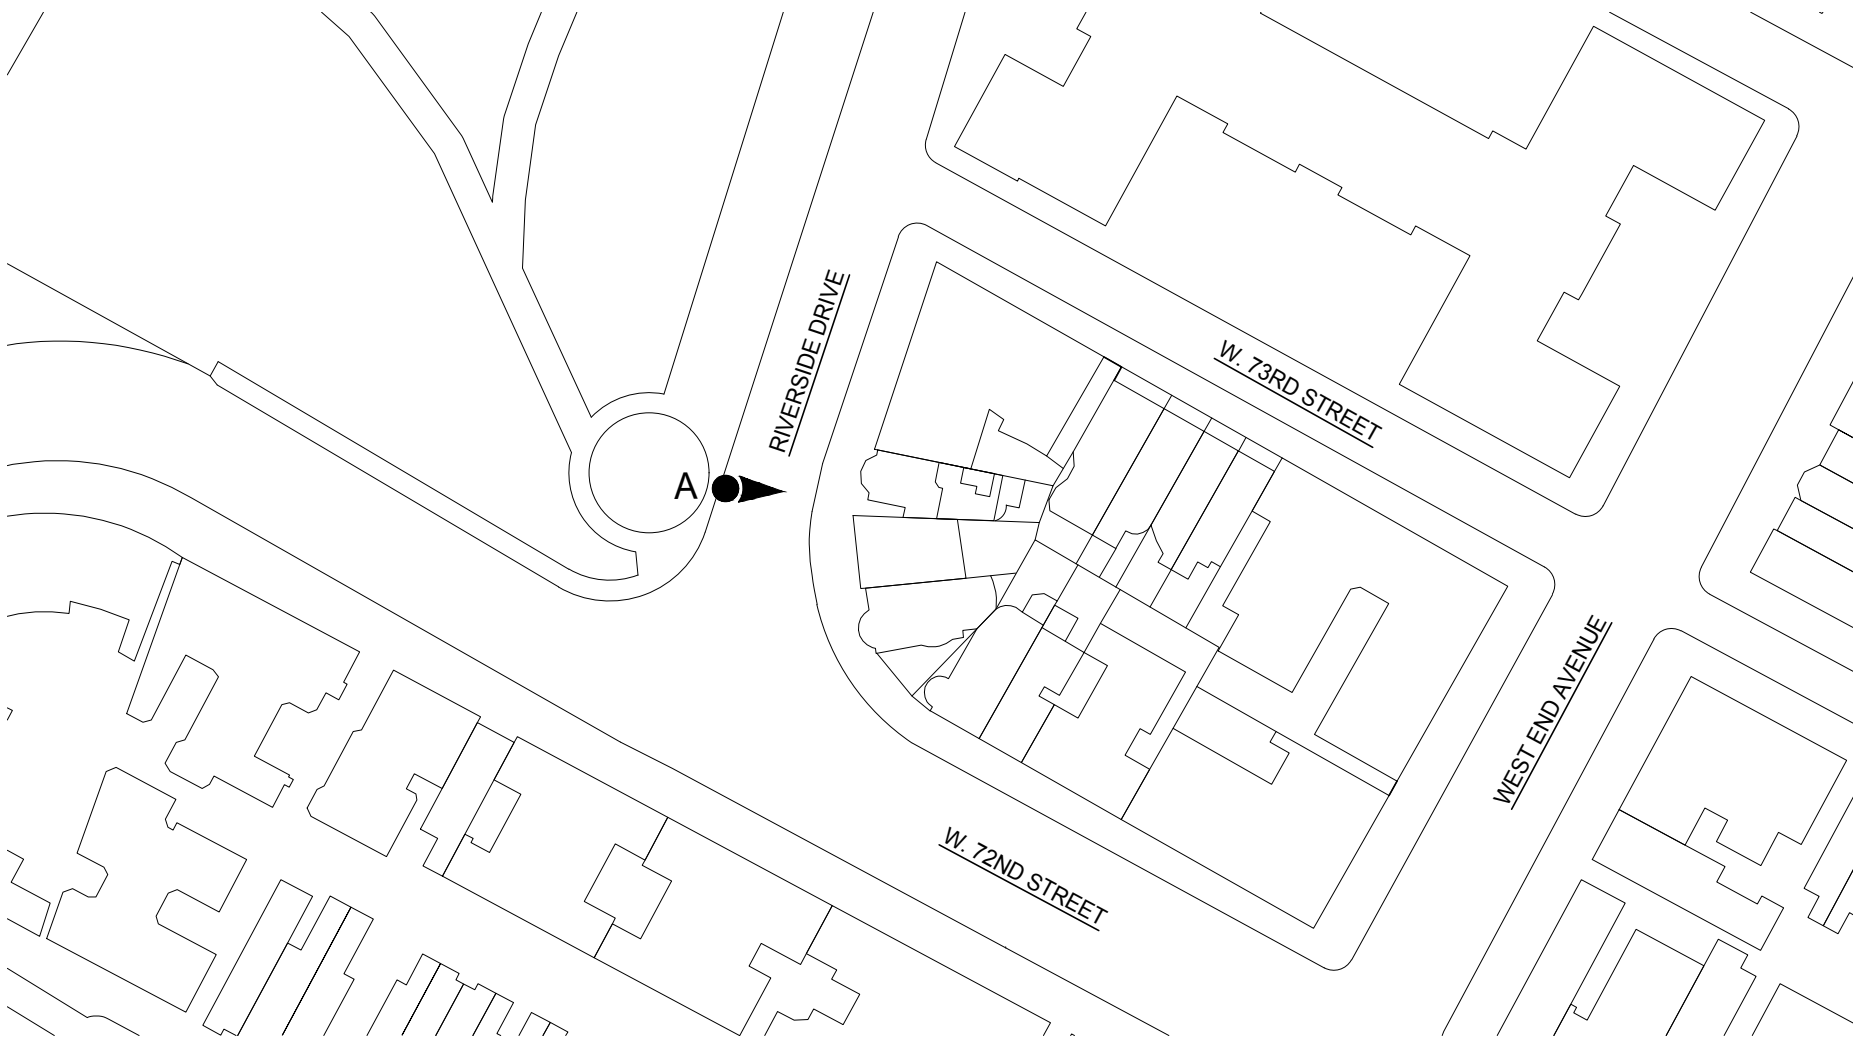 RIVERSIDE DRIVE
W. 73RD STREET
A
WEST END AVENUE
W. 72ND STREET